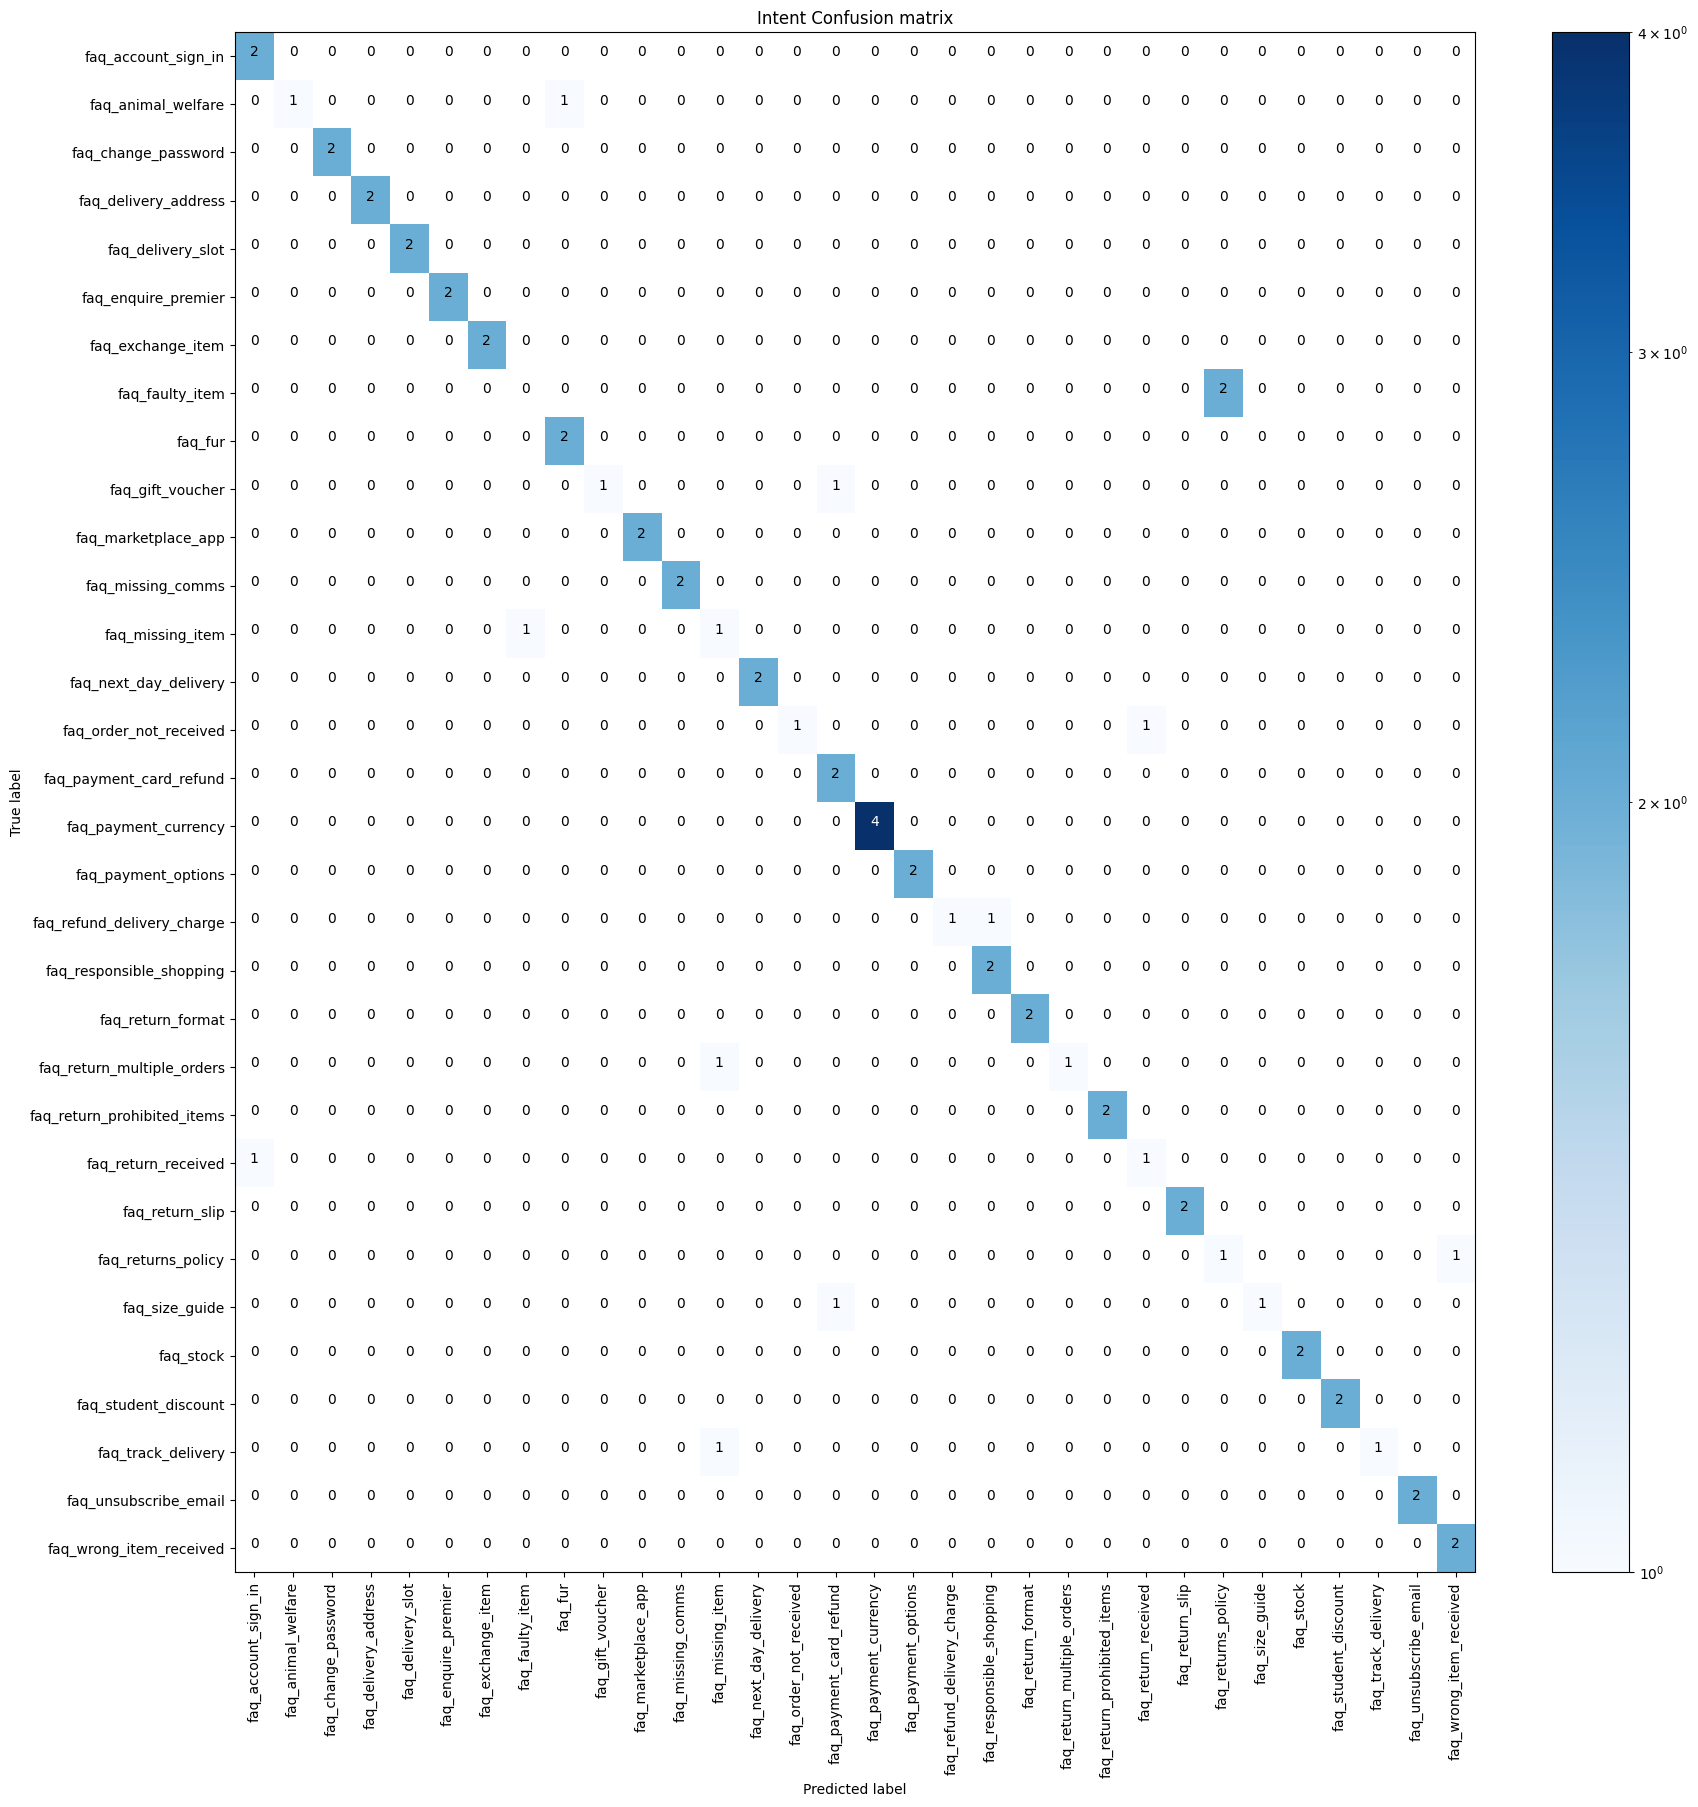 Intent Confusion matrix
faq_account_sign_in 2 0 0 0 0 0 0 0 0 0 0 0 0 0 0 0 0 0 0 0 0 0 0 0 0 0 0 0 0 0 0 0
faq_animal_welfare 0 1 0 0 0 0 0 0 1 0 0 0 0 0 0 0 0 0 0 0 0 0 0 0 0 0 0 0 0 0 0 0
faq_change_password 0 0 2 0 0 0 0 0 0 0 0 0 0 0 0 0 0 0 0 0 0 0 0 0 0 0 0 0 0 0 0 0
faq_delivery_address 0 0 0 2 0 0 0 0 0 0 0 0 0 0 0 0 0 0 0 0 0 0 0 0 0 0 0 0 0 0 0 0
faq_delivery_slot 0 0 0 0 2 0 0 0 0 0 0 0 0 0 0 0 0 0 0 0 0 0 0 0 0 0 0 0 0 0 0 0
faq_enquire_premier 0 0 0 0 0 2 0 0 0 0 0 0 0 0 0 0 0 0 0 0 0 0 0 0 0 0 0 0 0 0 0 0
faq_exchange_item 0 0 0 0 0 0 2 0 0 0 0 0 0 0 0 0 0 0 0 0 0 0 0 0 0 0 0 0 0 0 0 0
faq_faulty_item 0 0 0 0 0 0 0 0 0 0 0 0 0 0 0 0 0 0 0 0 0 0 0 0 0 2 0 0 0 0 0 0
faq_fur 0 0 0 0 0 0 0 0 2 0 0 0 0 0 0 0 0 0 0 0 0 0 0 0 0 0 0 0 0 0 0 0
faq_gift_voucher 0 0 0 0 0 0 0 0 0 1 0 0 0 0 0 1 0 0 0 0 0 0 0 0 0 0 0 0 0 0 0 0
faq_marketplace_app 0 0 0 0 0 0 0 0 0 0 2 0 0 0 0 0 0 0 0 0 0 0 0 0 0 0 0 0 0 0 0 0
faq_missing_comms 0 0 0 0 0 0 0 0 0 0 0 2 0 0 0 0 0 0 0 0 0 0 0 0 0 0 0 0 0 0 0 0
faq_missing_item 0 0 0 0 0 0 0 1 0 0 0 0 1 0 0 0 0 0 0 0 0 0 0 0 0 0 0 0 0 0 0 0
faq_next_day_delivery 0 0 0 0 0 0 0 0 0 0 0 0 0 2 0 0 0 0 0 0 0 0 0 0 0 0 0 0 0 0 0 0
faq_order_not_received 0 0 0 0 0 0 0 0 0 0 0 0 0 0 1 0 0 0 0 0 0 0 0 1 0 0 0 0 0 0 0 0
faq_payment_card_refund 0 0 0 0 0 0 0 0 0 0 0 0 0 0 0 2 0 0 0 0 0 0 0 0 0 0 0 0 0 0 0 0
faq_payment_currency 0 0 0 0 0 0 0 0 0 0 0 0 0 0 0 0 4 0 0 0 0 0 0 0 0 0 0 0 0 0 0 0
faq_payment_options 0 0 0 0 0 0 0 0 0 0 0 0 0 0 0 0 0 2 0 0 0 0 0 0 0 0 0 0 0 0 0 0
faq_refund_delivery_charge 0 0 0 0 0 0 0 0 0 0 0 0 0 0 0 0 0 0 1 1 0 0 0 0 0 0 0 0 0 0 0 0
faq_responsible_shopping 0 0 0 0 0 0 0 0 0 0 0 0 0 0 0 0 0 0 0 2 0 0 0 0 0 0 0 0 0 0 0 0
faq_return_format 0 0 0 0 0 0 0 0 0 0 0 0 0 0 0 0 0 0 0 0 2 0 0 0 0 0 0 0 0 0 0 0
faq_return_multiple_orders 0 0 0 0 0 0 0 0 0 0 0 0 1 0 0 0 0 0 0 0 0 1 0 0 0 0 0 0 0 0 0 0
faq_return_prohibited_items 0 0 0 0 0 0 0 0 0 0 0 0 0 0 0 0 0 0 0 0 0 0 2 0 0 0 0 0 0 0 0 0
faq_return_received 1 0 0 0 0 0 0 0 0 0 0 0 0 0 0 0 0 0 0 0 0 0 0 1 0 0 0 0 0 0 0 0
faq_return_slip 0 0 0 0 0 0 0 0 0 0 0 0 0 0 0 0 0 0 0 0 0 0 0 0 2 0 0 0 0 0 0 0
faq_returns_policy 0 0 0 0 0 0 0 0 0 0 0 0 0 0 0 0 0 0 0 0 0 0 0 0 0 1 0 0 0 0 0 1
faq_size_guide 0 0 0 0 0 0 0 0 0 0 0 0 0 0 0 1 0 0 0 0 0 0 0 0 0 0 1 0 0 0 0 0
faq_stock 0 0 0 0 0 0 0 0 0 0 0 0 0 0 0 0 0 0 0 0 0 0 0 0 0 0 0 2 0 0 0 0
faq_student_discount 0 0 0 0 0 0 0 0 0 0 0 0 0 0 0 0 0 0 0 0 0 0 0 0 0 0 0 0 2 0 0 0
faq_track_delivery 0 0 0 0 0 0 0 0 0 0 0 0 1 0 0 0 0 0 0 0 0 0 0 0 0 0 0 0 0 1 0 0
faq_unsubscribe_email 0 0 0 0 0 0 0 0 0 0 0 0 0 0 0 0 0 0 0 0 0 0 0 0 0 0 0 0 0 0 2 0
faq_wrong_item_received 0 0 0 0 0 0 0 0 0 0 0 0 0 0 0 0 0 0 0 0 0 0 0 0 0 0 0 0 0 0 0 2
True label
faq_account_sign_in
faq_animal_welfare
faq_change_password
faq_delivery_address
faq_delivery_slot
faq_enquire_premier
faq_exchange_item
faq_faulty_item
faq_fur
faq_gift_voucher
faq_marketplace_app
faq_missing_comms
faq_missing_item
faq_next_day_delivery
faq_order_not_received
faq_payment_card_refund
faq_payment_currency
faq_payment_options
faq_refund_delivery_charge
faq_responsible_shopping
faq_return_format
faq_return_multiple_orders
faq_return_prohibited_items
faq_return_received
faq_return_slip
faq_returns_policy
faq_size_guide
faq_stock
faq_student_discount
faq_track_delivery
faq_unsubscribe_email
faq_wrong_item_received
Predicted label
4 × 10⁰
3 × 10⁰
2 × 10⁰
10⁰